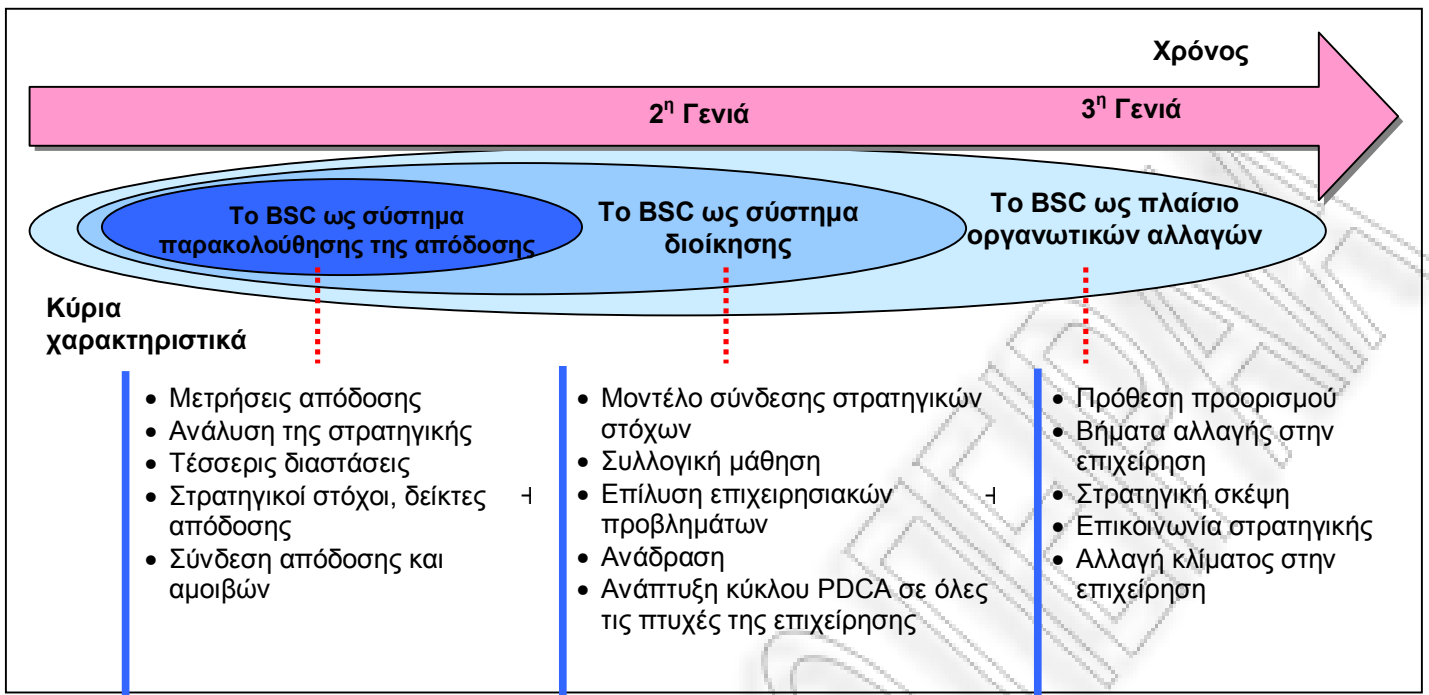 Χρόνος
2η Γενιά
3η Γενιά
Το BSC ως σύστημα
παρακολούθησης της απόδοσης
Το BSC ως σύστημα
διοίκησης
Το BSC ως πλαίσιο
οργανωτικών αλλαγών
Κύρια
χαρακτηριστικά
• Μετρήσεις απόδοσης
• Ανάλυση της στρατηγικής
• Τέσσερις διαστάσεις
• Στρατηγικοί στόχοι, δείκτες
απόδοσης
• Σύνδεση απόδοσης και
αμοιβών
• Μοντέλο σύνδεσης στρατηγικών
στόχων
• Συλλογική μάθηση
• Επίλυση επιχειρησιακών
προβλημάτων
• Ανάδραση
• Ανάπτυξη κύκλου PDCA σε όλες
τις πτυχές της επιχείρησης
• Πρόθεση προορισμού
• Βήματα αλλαγής στην
επιχείρηση
• Στρατηγική σκέψη
• Επικοινωνία στρατηγικής
• Αλλαγή κλίματος στην
επιχείρηση